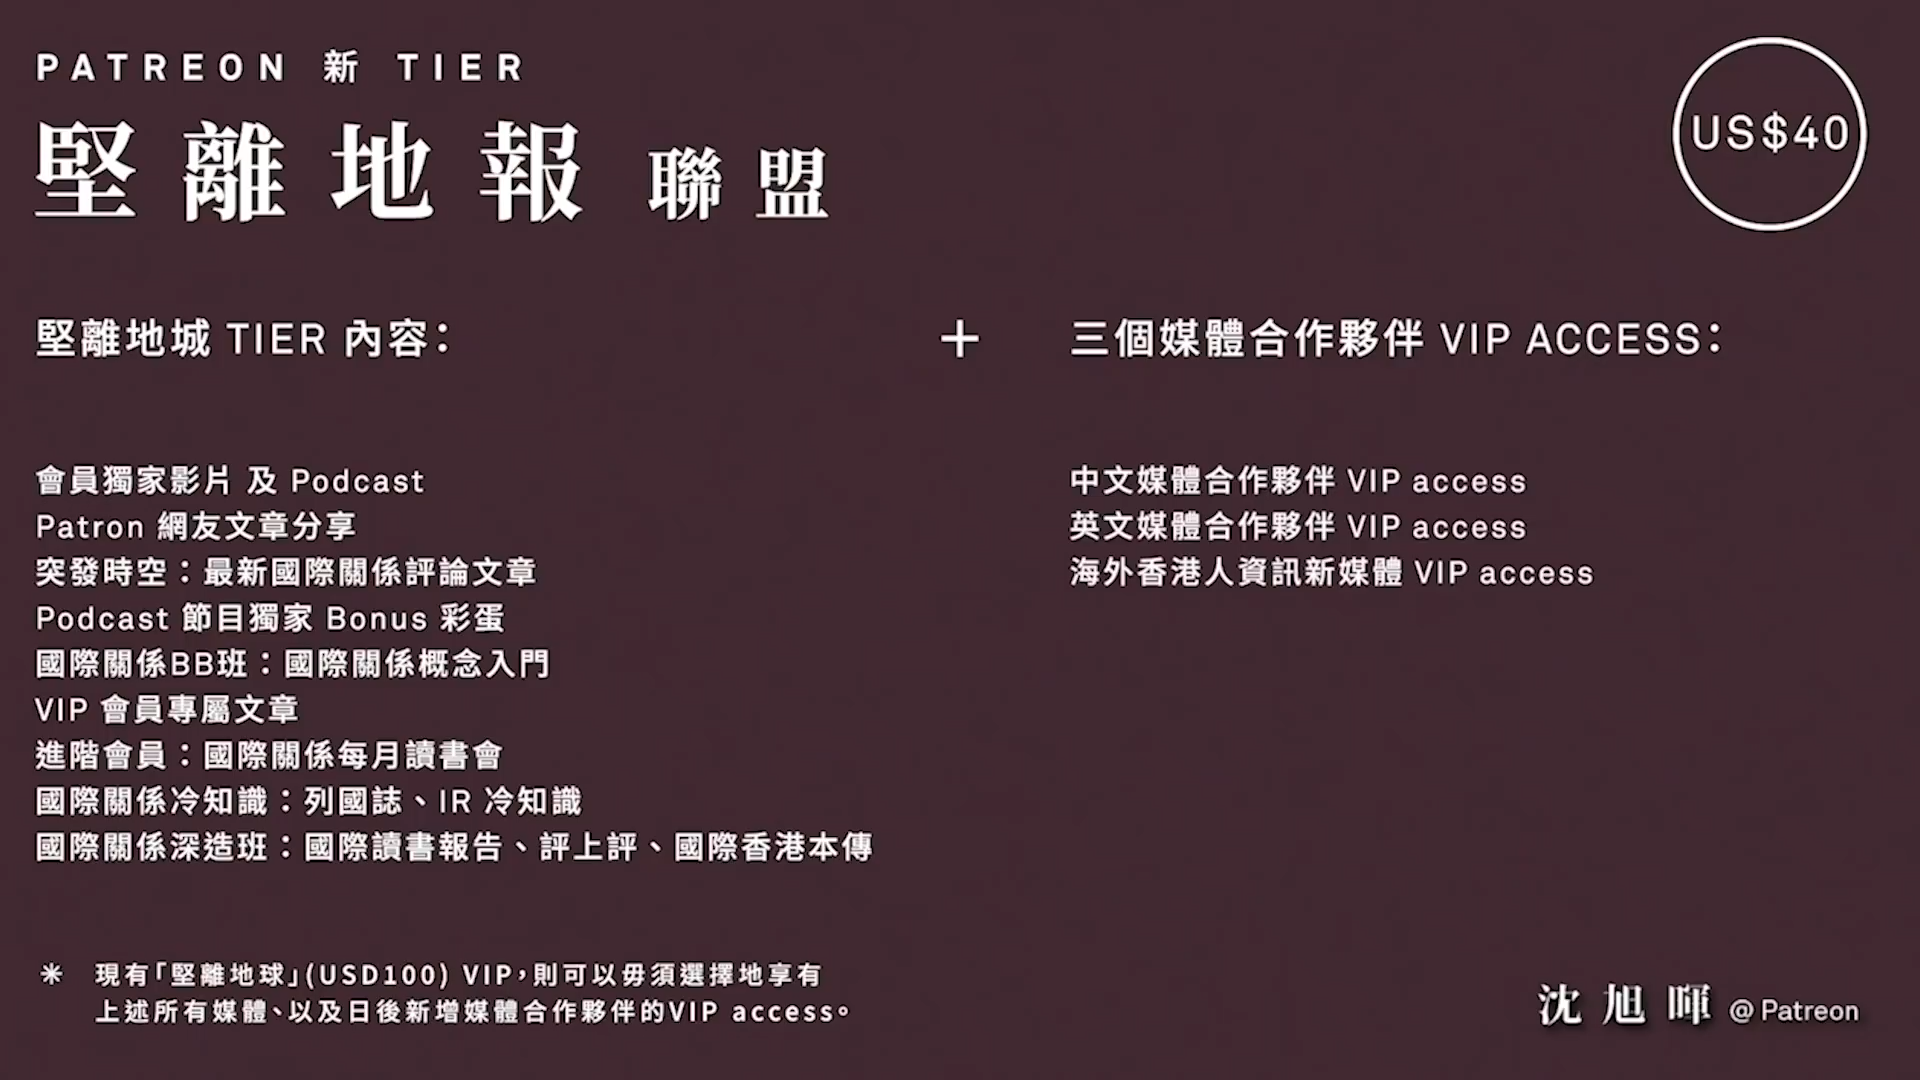 PATREON 新 TIER
堅離地報 聯盟
US$40
堅離地城 TIER 內容：
會員獨家影片 及 Podcast
Patron 網友文章分享
突發時空：最新國際關係評論文章
Podcast 節目獨家 Bonus 彩蛋
國際關係BB班：國際關係概念入門
VIP 會員專屬文章
進階會員：國際關係每月讀書會
國際關係冷知識：列國誌、IR 冷知識
國際關係深造班：國際讀書報告、評上評、國際香港本傳
+
三個媒體合作夥伴 VIP ACCESS：
中文媒體合作夥伴 VIP access
英文媒體合作夥伴 VIP access
海外香港人資訊新媒體 VIP access
＊ 現有「堅離地球」(USD100) VIP，則可以毋須選擇地享有
上述所有媒體、以及日後新增媒體合作夥伴的VIP access。
沈旭暉 @Patreon